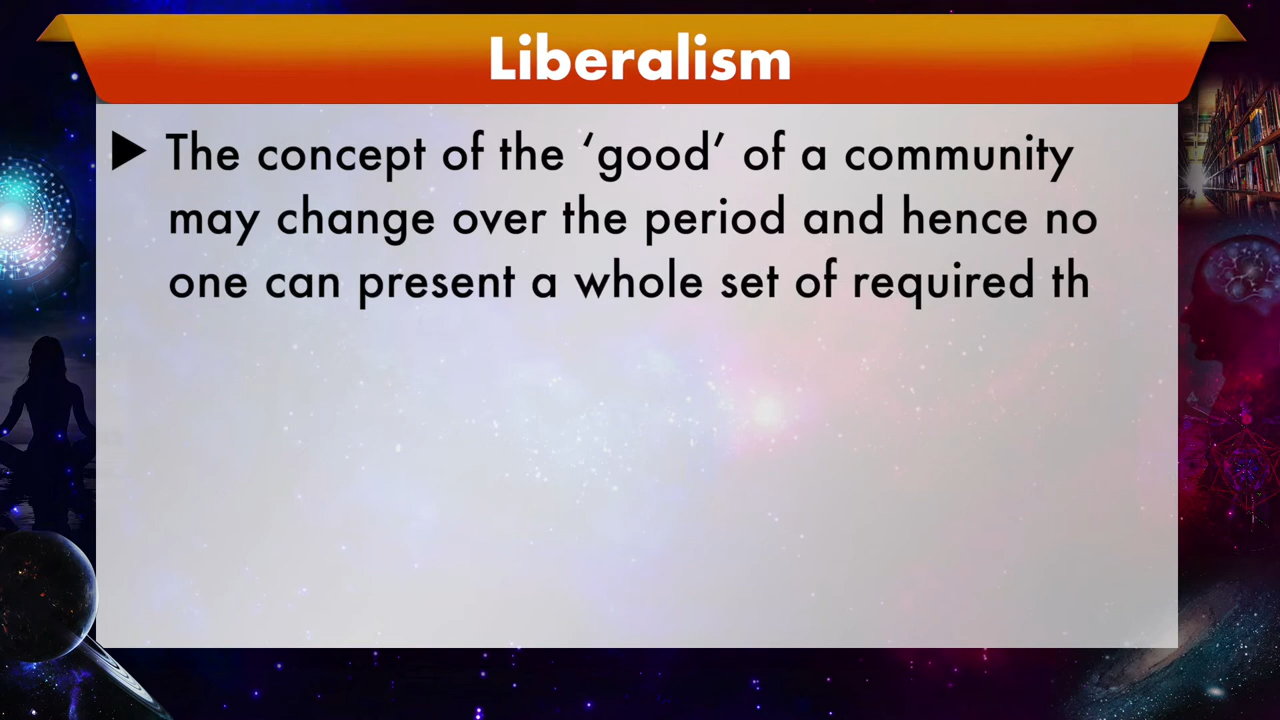 Liberalism
▶ The concept of the ‘good’ of a community
may change over the period and hence no
one can present a whole set of required th